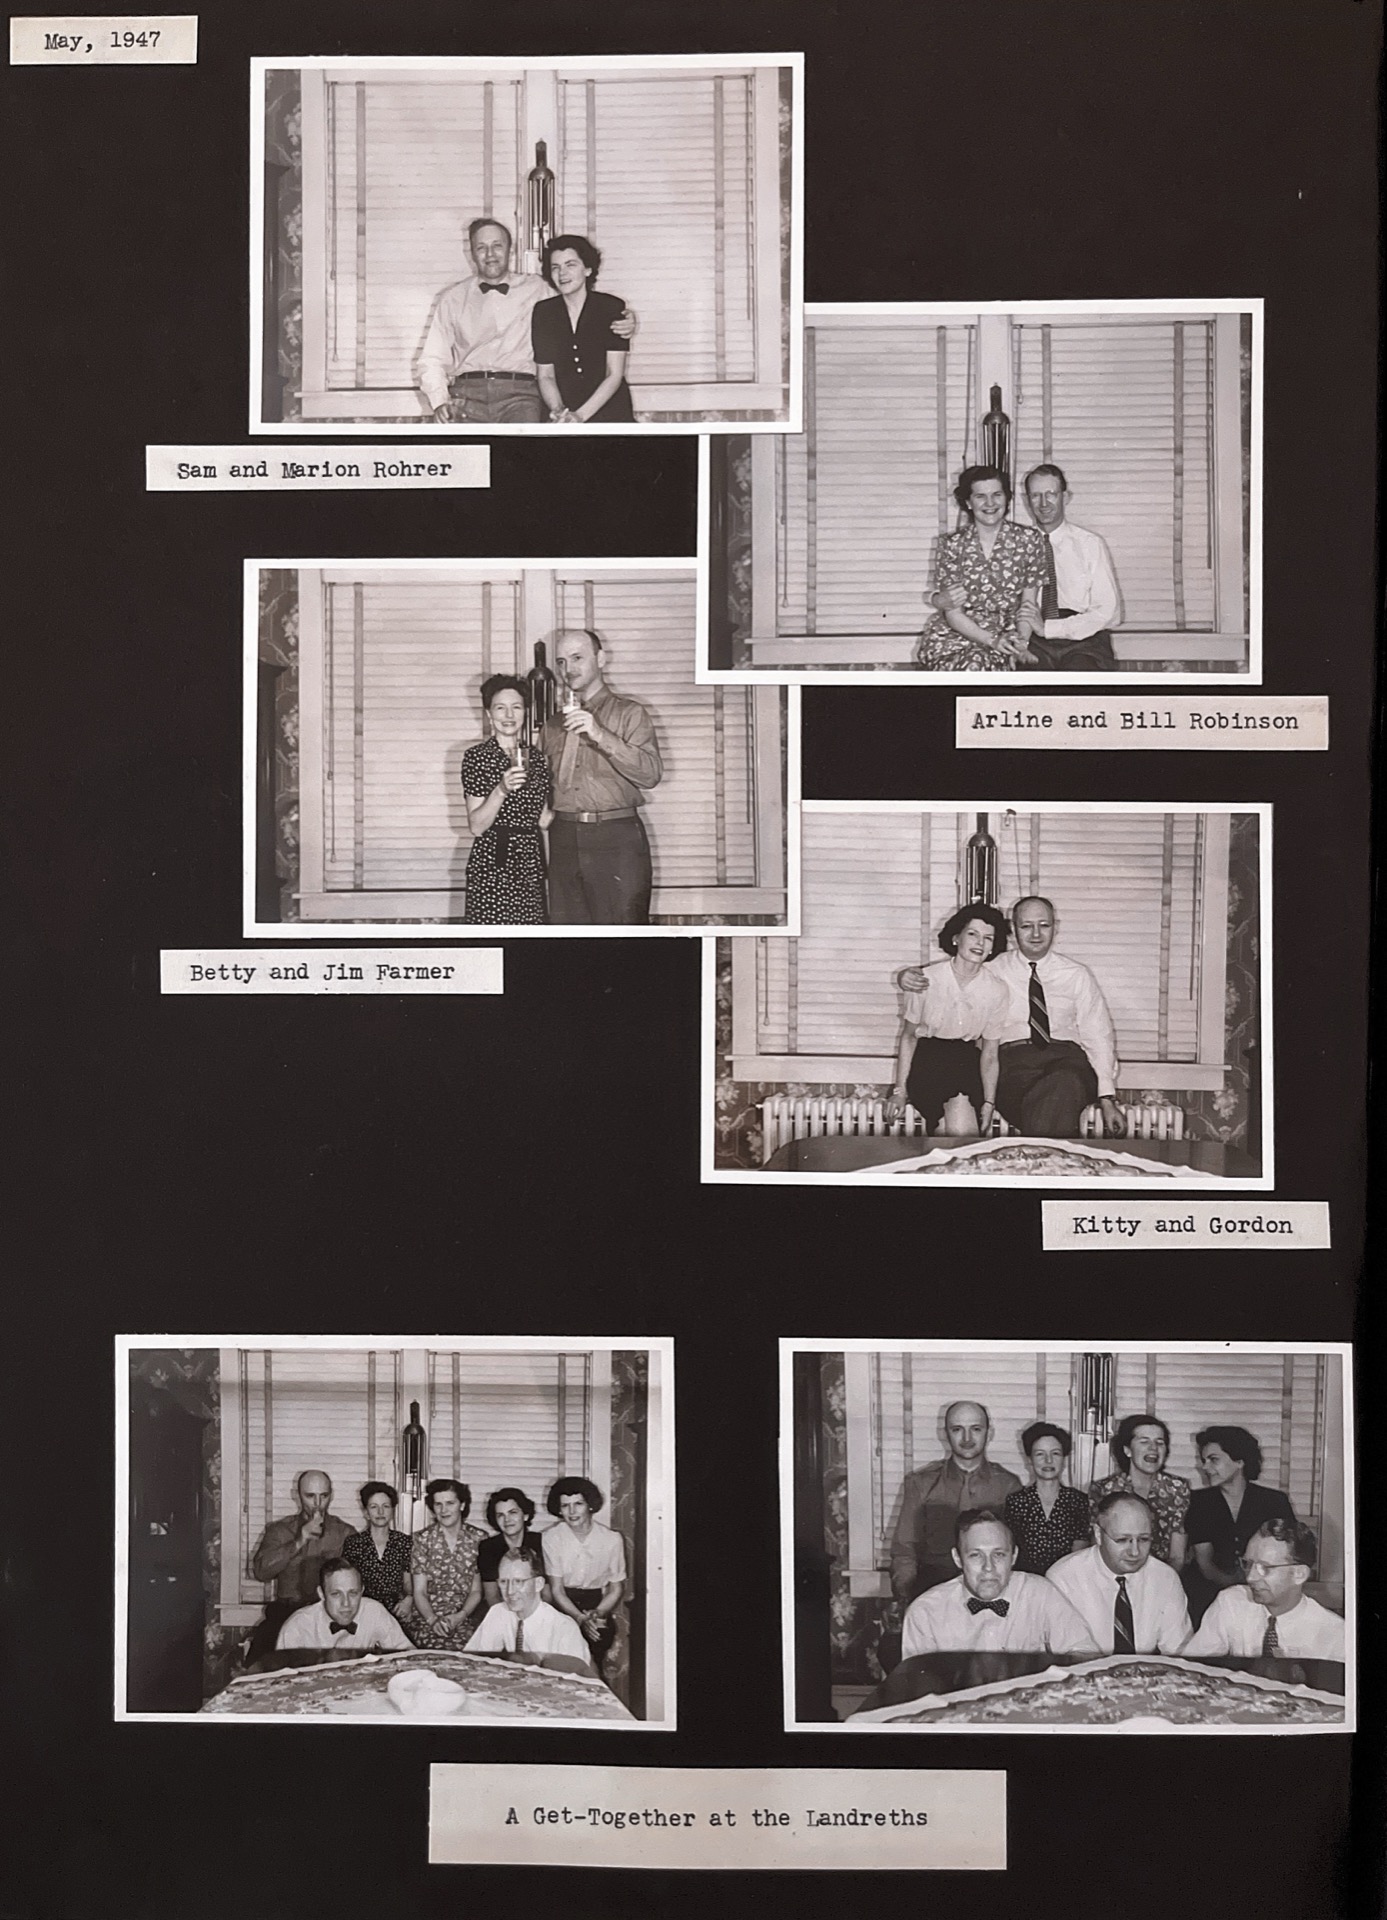 May, 1947
Sam and Marion Rohrer
Arline and Bill Robinson
Betty and Jim Farmer
Kitty and Gordon
A Get-Together at the Landreths